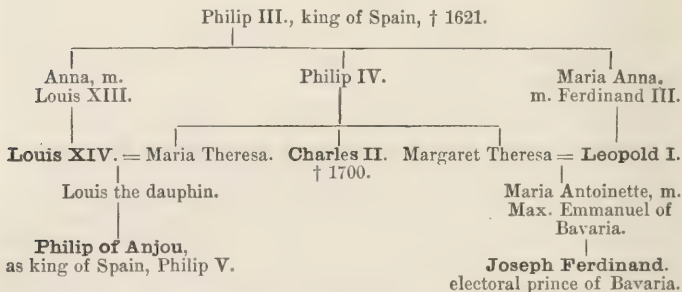 Philip III., king of Spain, † 1621.
Anna, m. Philip IV. Maria Anna.
Louis XIII. m. Ferdinand III.
Louis XIV. = Maria Theresa. Charles II. Margaret Theresa = Leopold I.
† 1700.
Louis the dauphin. Maria Antoinette, m.
Max. Emmanuel of
Bavaria.
Philip of Anjou,
as king of Spain, Philip V. Joseph Ferdinand.
electoral prince of Bavaria.